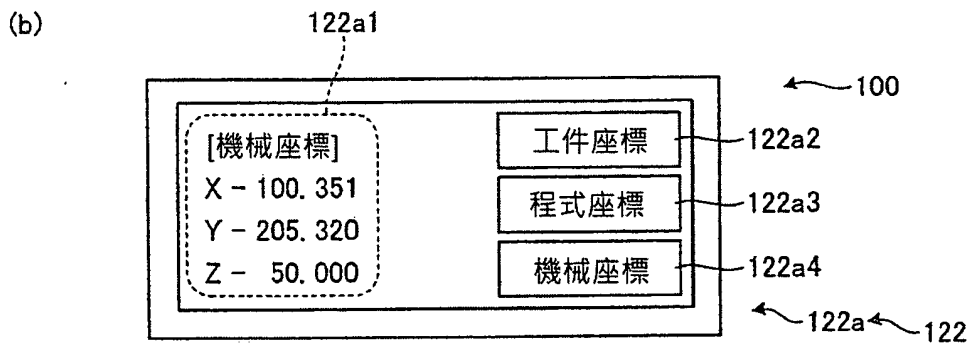 (b)
122a1
100
[機械座標]
X - 100.351
Y - 205.320
Z - 50.000
工件座標
122a2
程式座標
122a3
機械座標
122a4
122a
122